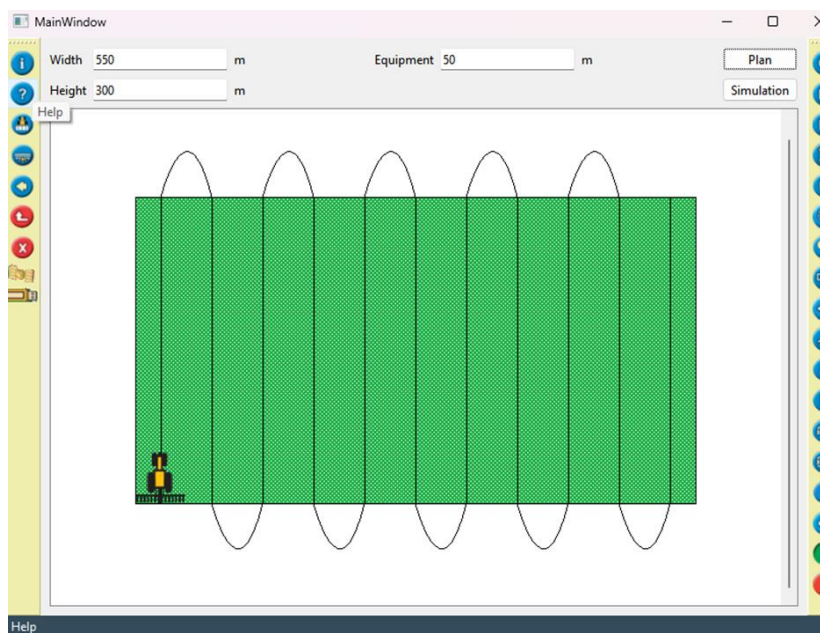 MainWindow
Width 550 m Equipment 50 m Plan
Height 300 m Simulation
Help
Help